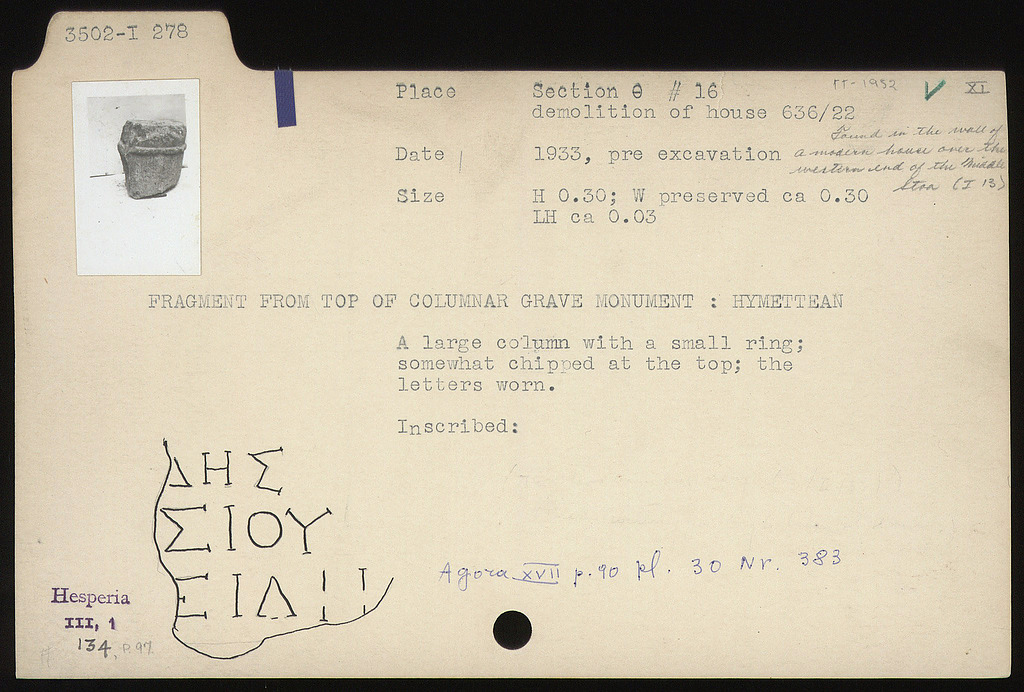 3502-I 278
Place Section Θ # 16
demolition of house 636/22
ΠΓ-1952
XI
Date 1933, pre excavation
Found in the wall of
a modern house over the
western end of the Middle
Stoa (I 13)
Size H 0.30; W preserved ca 0.30
LH ca 0.03
FRAGMENT FROM TOP OF COLUMNAR GRAVE MONUMENT : HYMETTEAN
A large column with a small ring;
somewhat chipped at the top; the
letters worn.
Inscribed:
ΔΗΣ
ΣΙΟΥ
ΕΙΔ
Agora XVII p. 90 pl. 30 Nr. 383
Hesperia
III, 1
134, p.97